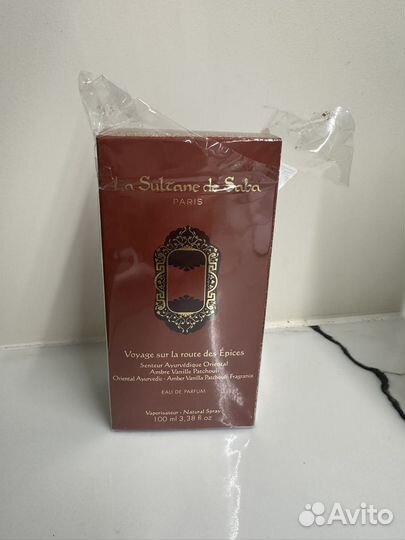 La Sultane de Saba
PARIS
Voyage sur la route des Épices
Senteur Ayurvédique Oriental
Ambre Vanille Patchouli
Oriental Ayurvedic - Amber Vanilla Patchouli Fragrance
EAU DE PARFUM
Vaporisateur - Natural Spray
100 ml 3,38 fl oz
Avito